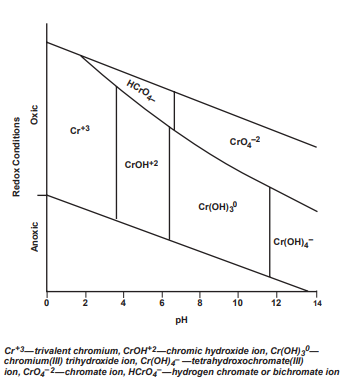 HCrO4–
Oxic
Cr+3
CrO4–2
CrOH+2
Redox Conditions
Cr(OH)30
Cr(OH)4–
Anoxic
0 2 4 6 8 10 12 14
pH
Cr+3—trivalent chromium, CrOH+2—chromic hydroxide ion, Cr(OH)30—
chromium(III) trihydroxide ion, Cr(OH)4– —tetrahydroxochromate(III)
ion, CrO4–2—chromate ion, HCrO4–—hydrogen chromate or bichromate ion